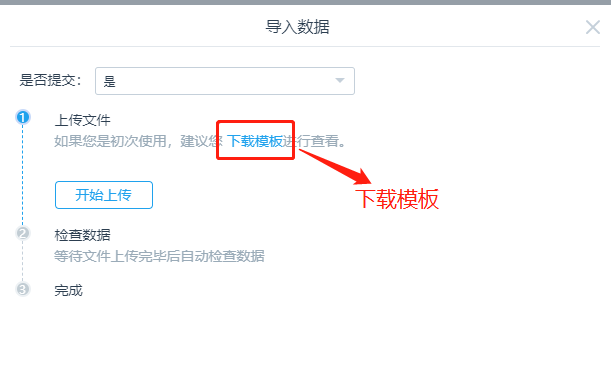 导入数据
是否提交：
是
1
上传文件
如果您是初次使用，建议您 下载模板进行查看。
下载模板
开始上传
2
检查数据
等待文件上传完毕后自动检查数据
3
完成